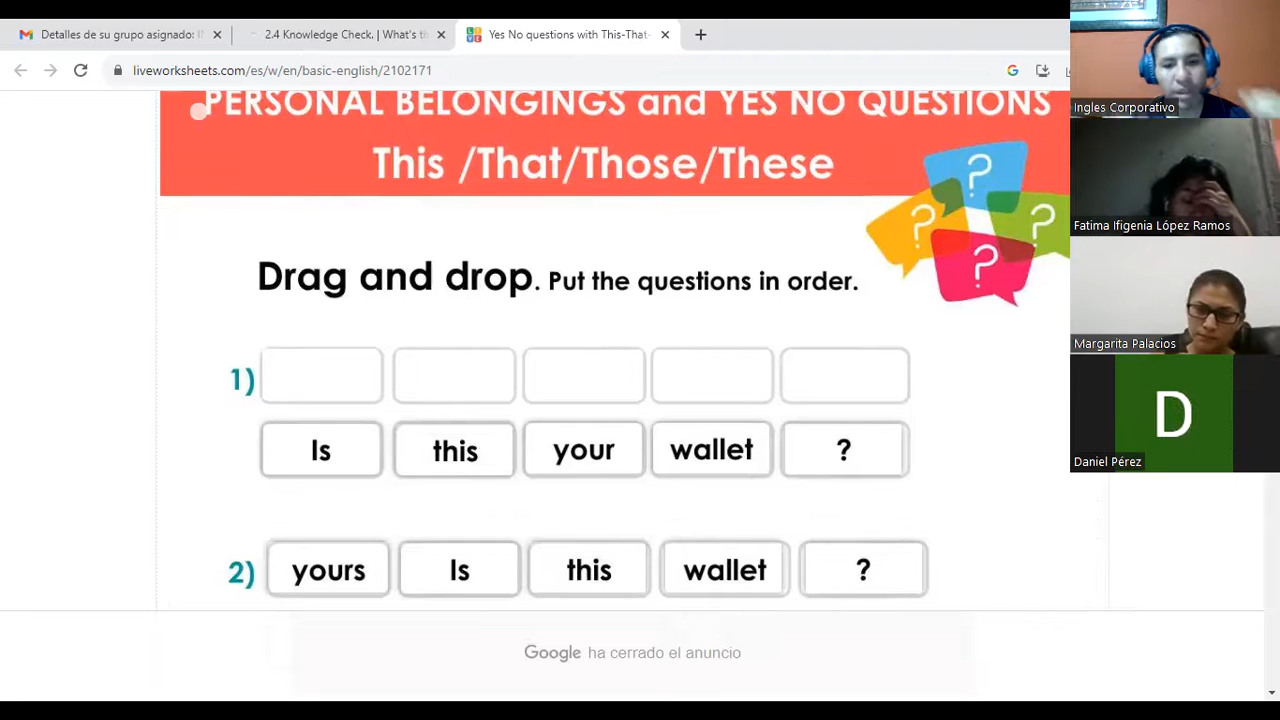 Detalles de su grupo asignado:
2.4 Knowledge Check | Where
Yes No questions with This-That-
liveworksheets.com/es/w/en/basic-english/2102171
PERSONAL BELONGINGS and YES NO QUESTIONS
This /That/Those/These
? ? ? ?
Drag and drop. Put the questions in order.
1)
Is this your wallet ?
2) yours Is this wallet ?
Google ha cerrado el anuncio
Ingles Corporativo
Fatima Ifigenia López Ramos
Margarita Palacios
D
Daniel Pérez